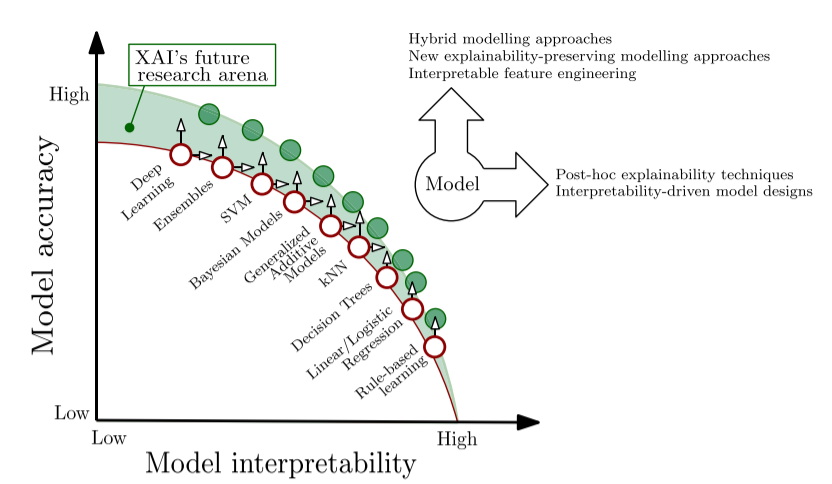 Hybrid modelling approaches
New explainability-preserving modelling approaches
Interpretable feature engineering
XAI's future
research arena
High
Model accuracy
Low
Deep
Learning
Ensembles
SVM
Bayesian Models
Generalized
Additive
Models
kNN
Decision Trees
Linear/Logistic
Regression
Rule-based
learning
Model
Post-hoc explainability techniques
Interpretability-driven model designs
Low
High
Model interpretability